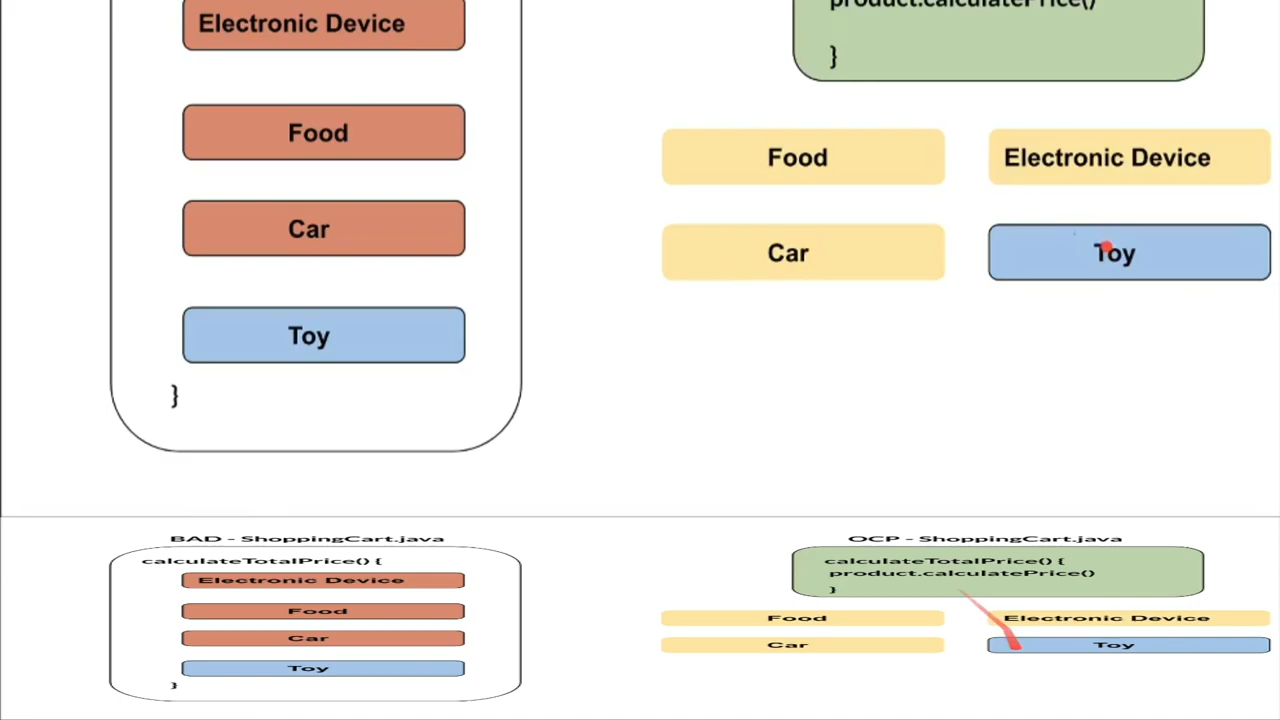 Electronic Device
Food
Car
Toy
}
product.calculatePrice()
}
Food
Electronic Device
Car
Toy
BAD - ShoppingCart.java
calculateTotalPrice() {
Electronic Device
Food
Car
Toy
}
OCP - ShoppingCart.java
calculateTotalPrice() {
product.calculatePrice()
}
Food
Electronic Device
Car
Toy